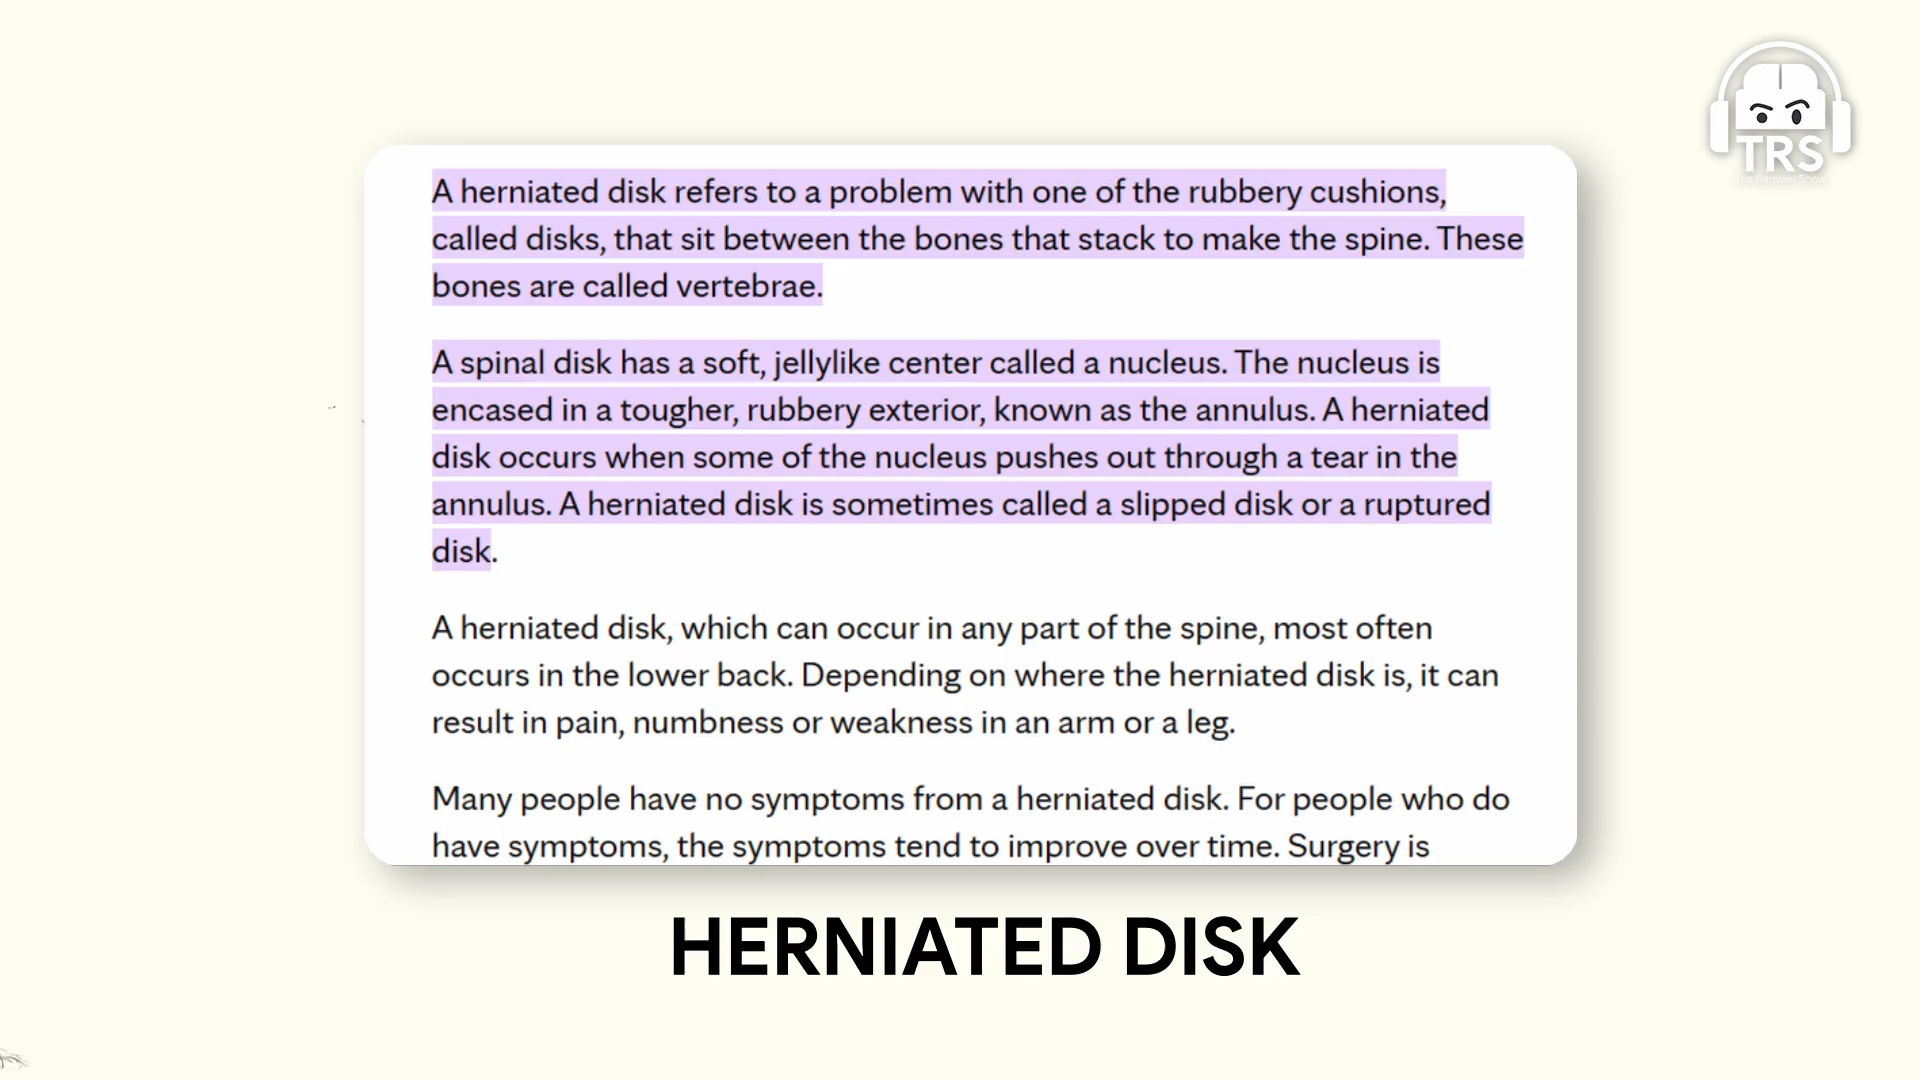 TRS
The Ranveer Show
A herniated disk refers to a problem with one of the rubbery cushions,
called disks, that sit between the bones that stack to make the spine. These
bones are called vertebrae.
A spinal disk has a soft, jellylike center called a nucleus. The nucleus is
encased in a tougher, rubbery exterior, known as the annulus. A herniated
disk occurs when some of the nucleus pushes out through a tear in the
annulus. A herniated disk is sometimes called a slipped disk or a ruptured
disk.
A herniated disk, which can occur in any part of the spine, most often
occurs in the lower back. Depending on where the herniated disk is, it can
result in pain, numbness or weakness in an arm or a leg.
Many people have no symptoms from a herniated disk. For people who do
have symptoms, the symptoms tend to improve over time. Surgery is
HERNIATED DISK